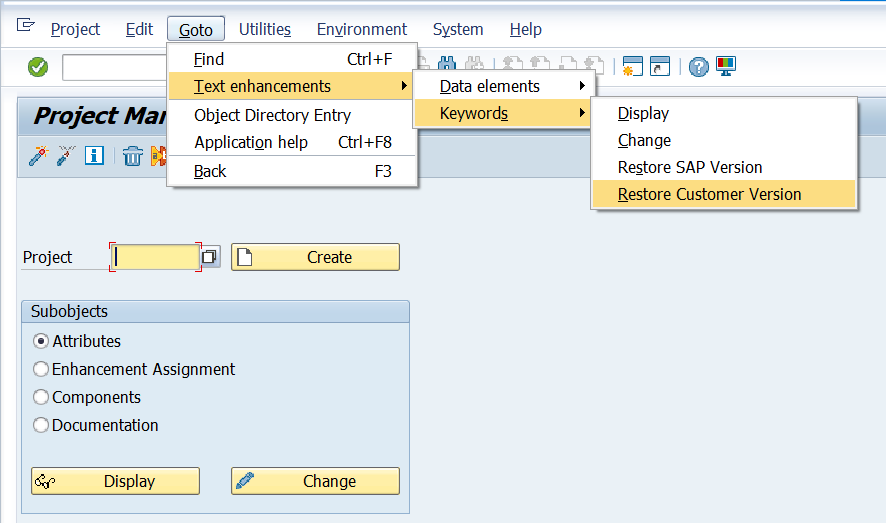 Project Edit Goto Utilities Environment System Help
Find Ctrl+F
Text enhancements
Object Directory Entry
Application help Ctrl+F8
Back F3
Data elements
Keywords
Display
Change
Restore SAP Version
Restore Customer Version
Project Mar
Project
Create
Subobjects
Attributes
Enhancement Assignment
Components
Documentation
Display Change